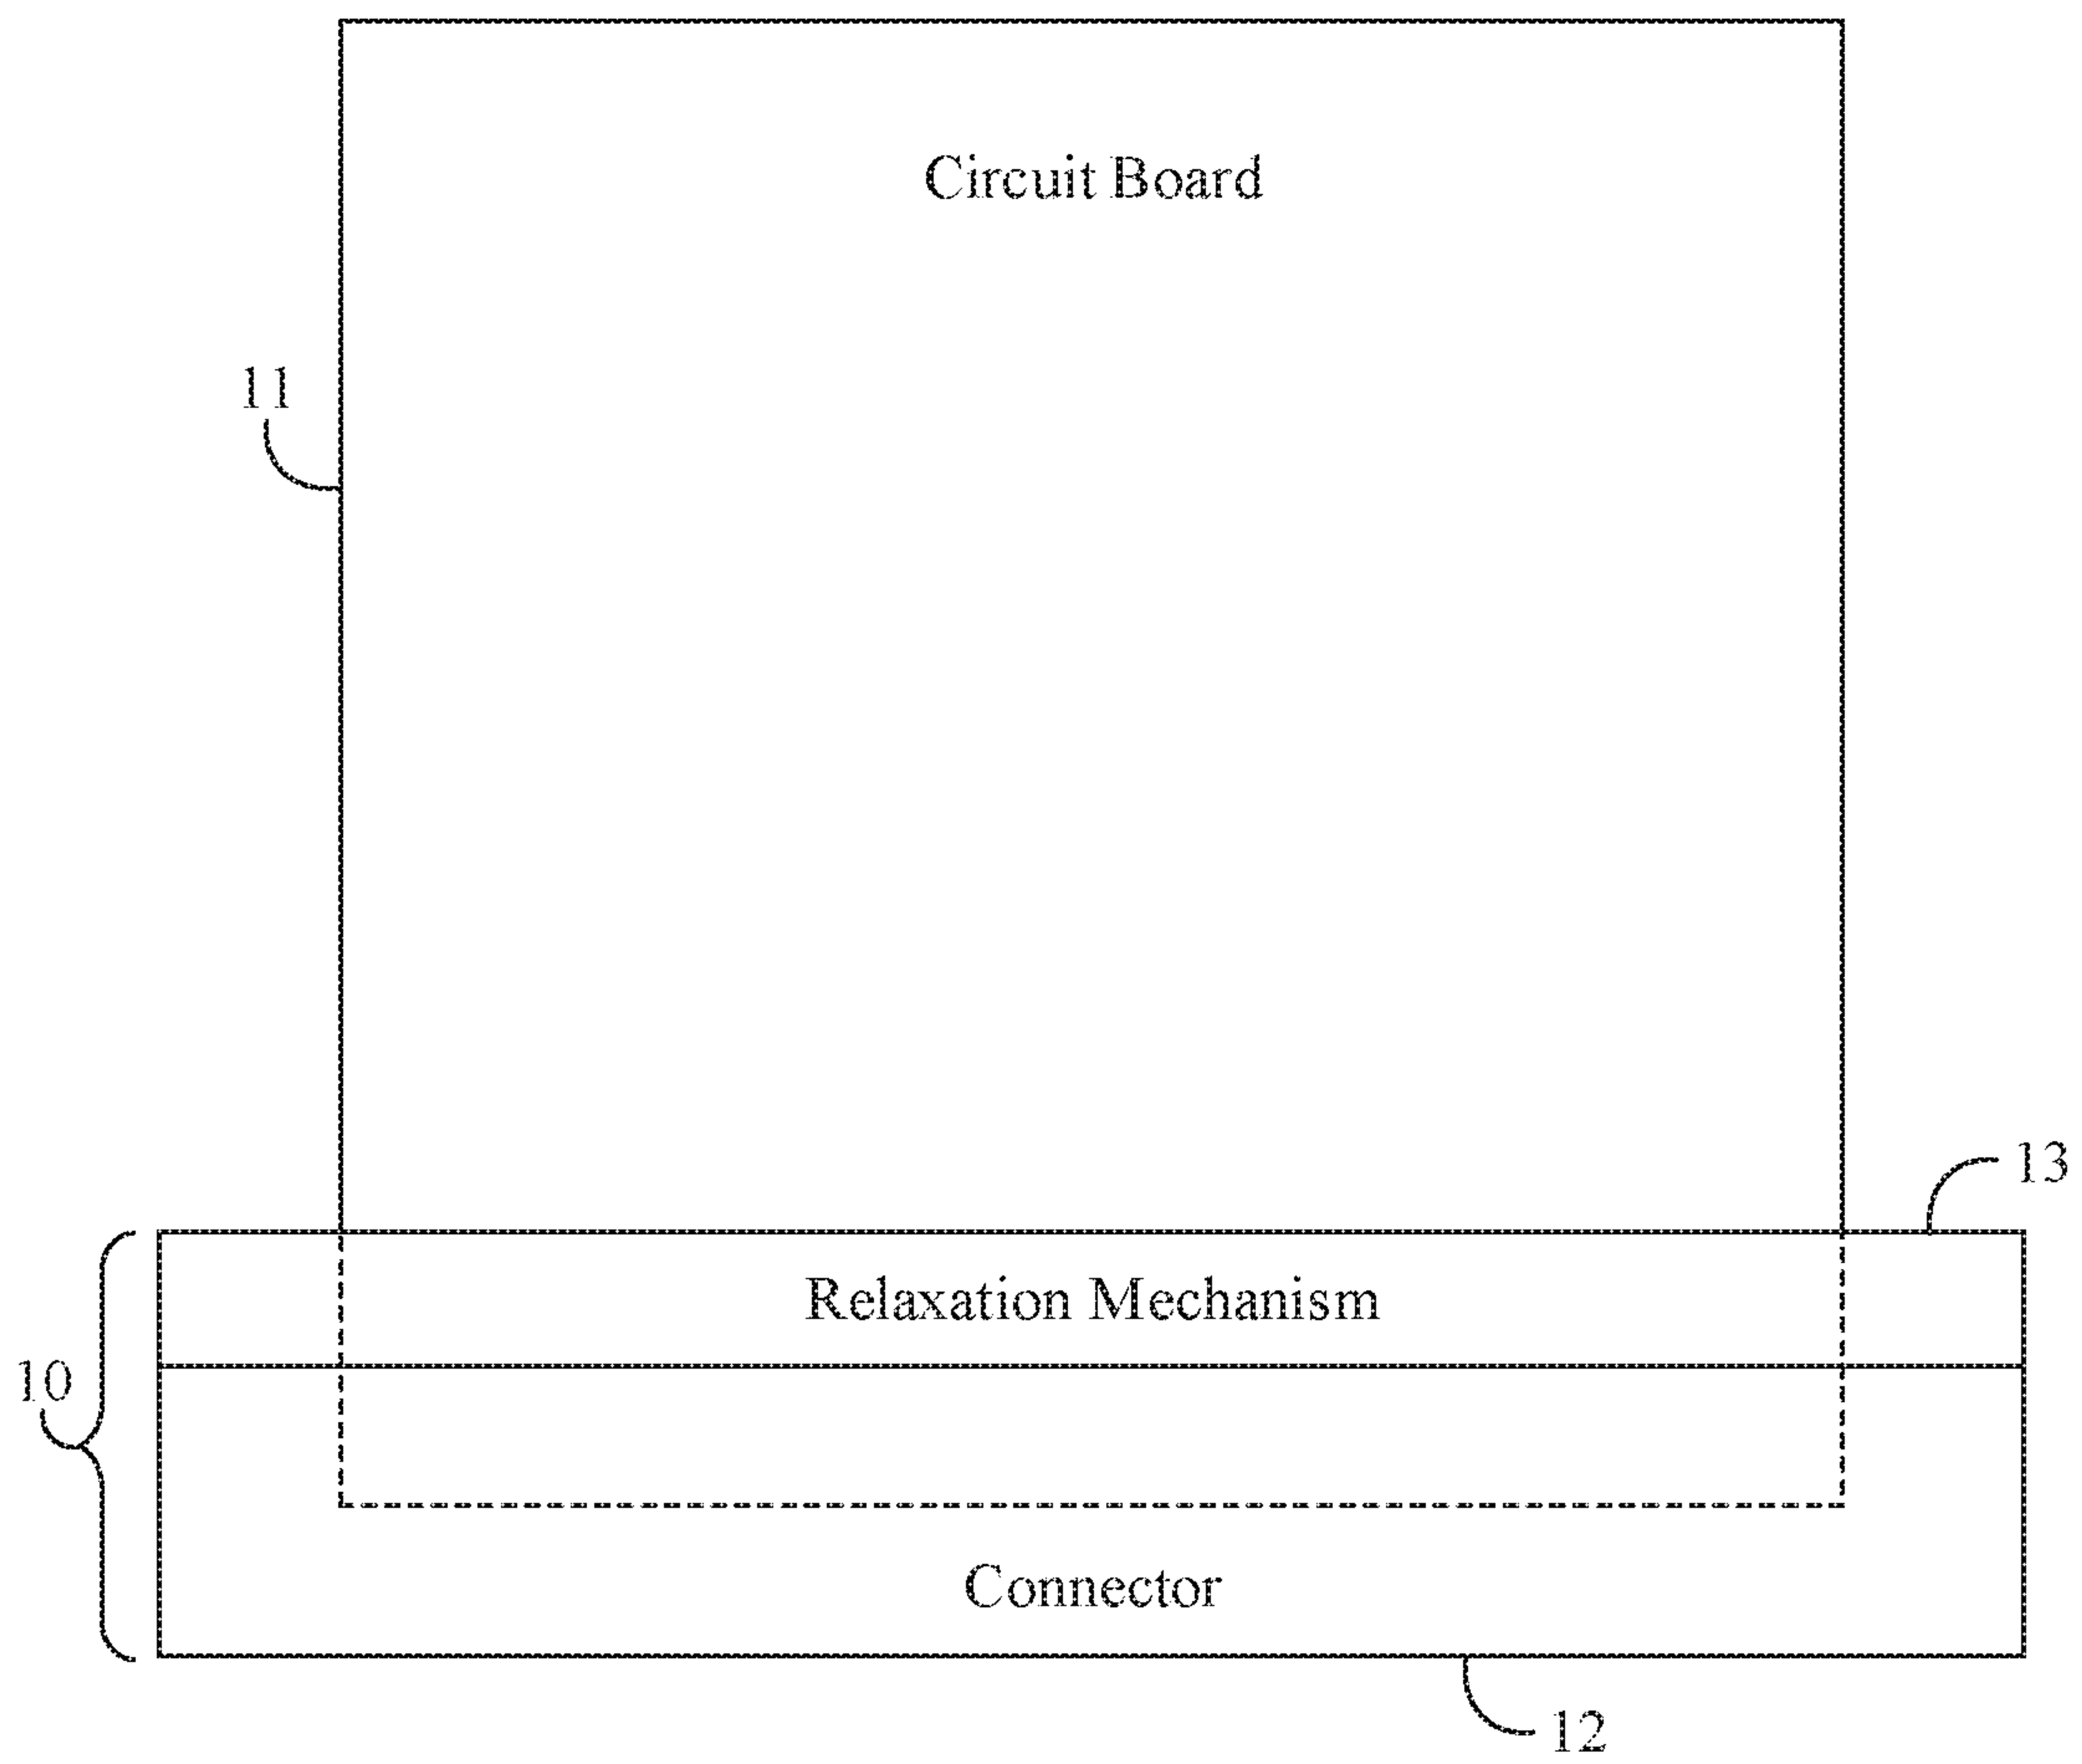 Circuit Board
11
13
Relaxation Mechanism
10
Connector
12